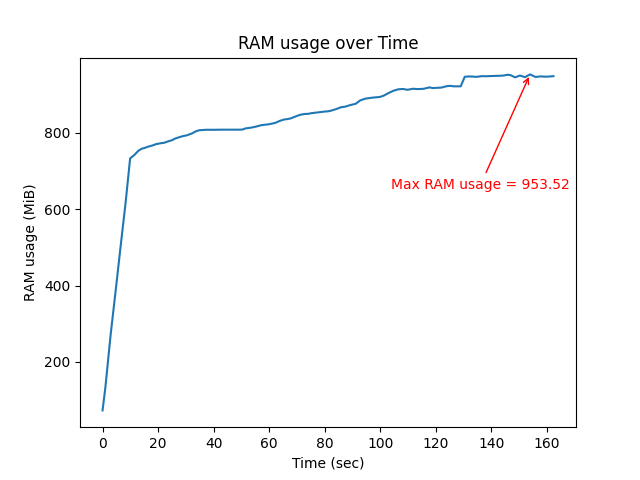 RAM usage over Time
RAM usage (MiB)
800
600
400
200
Max RAM usage = 953.52
0 20 40 60 80 100 120 140 160
Time (sec)